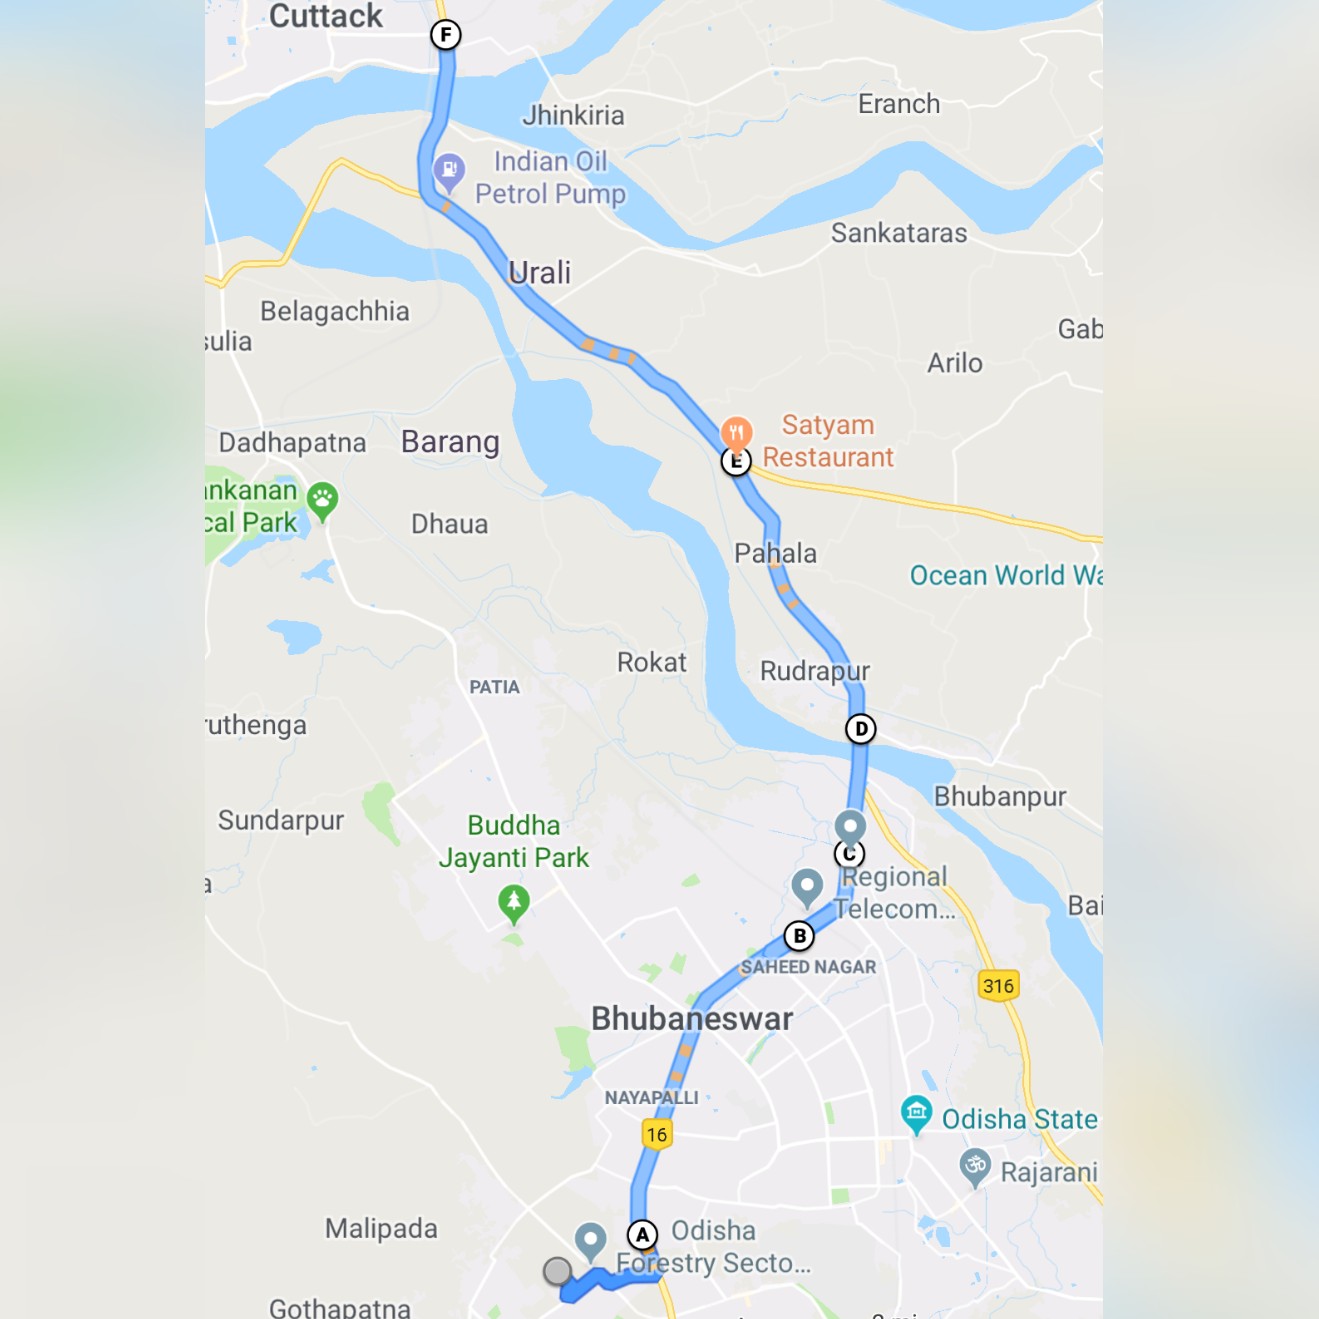 Cuttack
F
Jhinkiria
Eranch
Indian Oil
Petrol Pump
Sankataras
Urali
Belagachhia
sulia
Gab
Arilo
Satyam
Restaurant
Dadhapatna
Barang
E
ankanan
cal Park
Dhaua
Pahala
Ocean World Wa
Rokat
Rudrapur
PATIA
ruthenga
D
Bhubanpur
Sundarpur
Buddha
Jayanti Park
C
Regional
Telecom...
a
Bai
B
SAHEED NAGAR
316
Bhubaneswar
NAYAPALLI
16
Odisha State
Rajarani
Malipada
A
Odisha
Forestry Secto...
Gothapatna